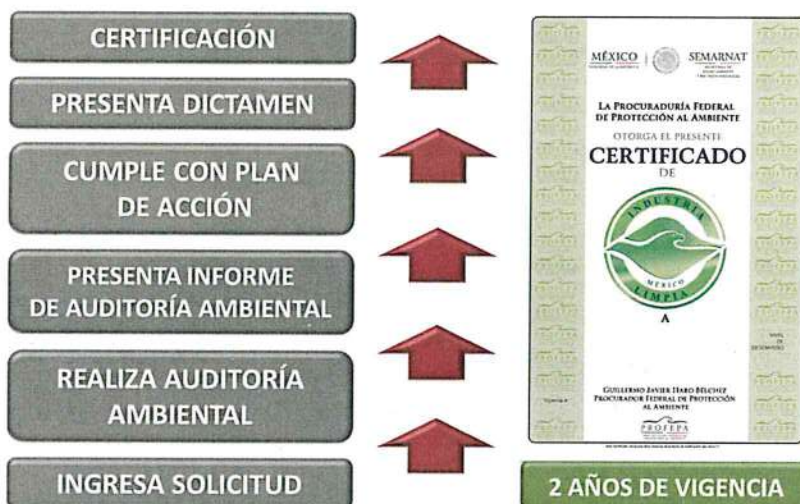 CERTIFICACIÓN
PRESENTA DICTAMEN
CUMPLE CON PLAN
DE ACCIÓN
PRESENTA INFORME
DE AUDITORÍA AMBIENTAL
REALIZA AUDITORÍA
AMBIENTAL
INGRESA SOLICITUD
MÉXICO
SEMARNAT
LA PROCURADURÍA FEDERAL
DE PROTECCIÓN AL AMBIENTE
OTORGA EL PRESENTE
CERTIFICADO
DE
INDUSTRIA
MÉXICO
LIMPIA
A
GUILLERMO JAVIER HARO BÉLCHEZ
PROCURADOR FEDERAL DE PROTECCIÓN
AL AMBIENTE
PROFEPA
2 AÑOS DE VIGENCIA